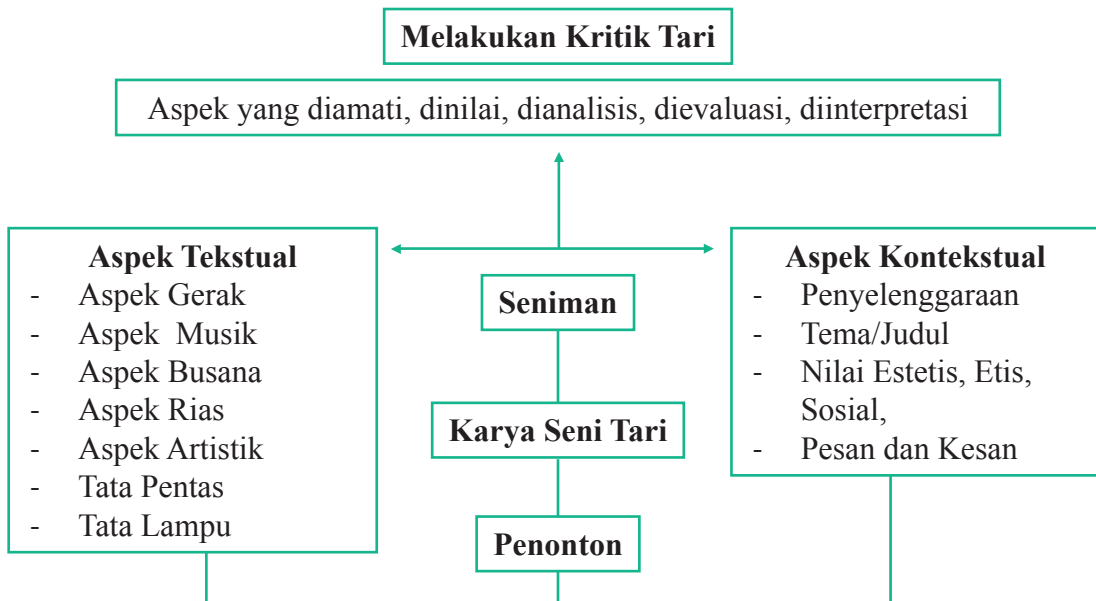 Melakukan Kritik Tari
Aspek yang diamati, dinilai, dianalisis, dievaluasi, diinterpretasi
Aspek Tekstual
- Aspek Gerak
- Aspek Musik
- Aspek Busana
- Aspek Rias
- Aspek Artistik
- Tata Pentas
- Tata Lampu
Seniman
Karya Seni Tari
Penonton
Aspek Kontekstual
- Penyelenggaraan
- Tema/Judul
- Nilai Estetis, Etis,
Sosial,
- Pesan dan Kesan